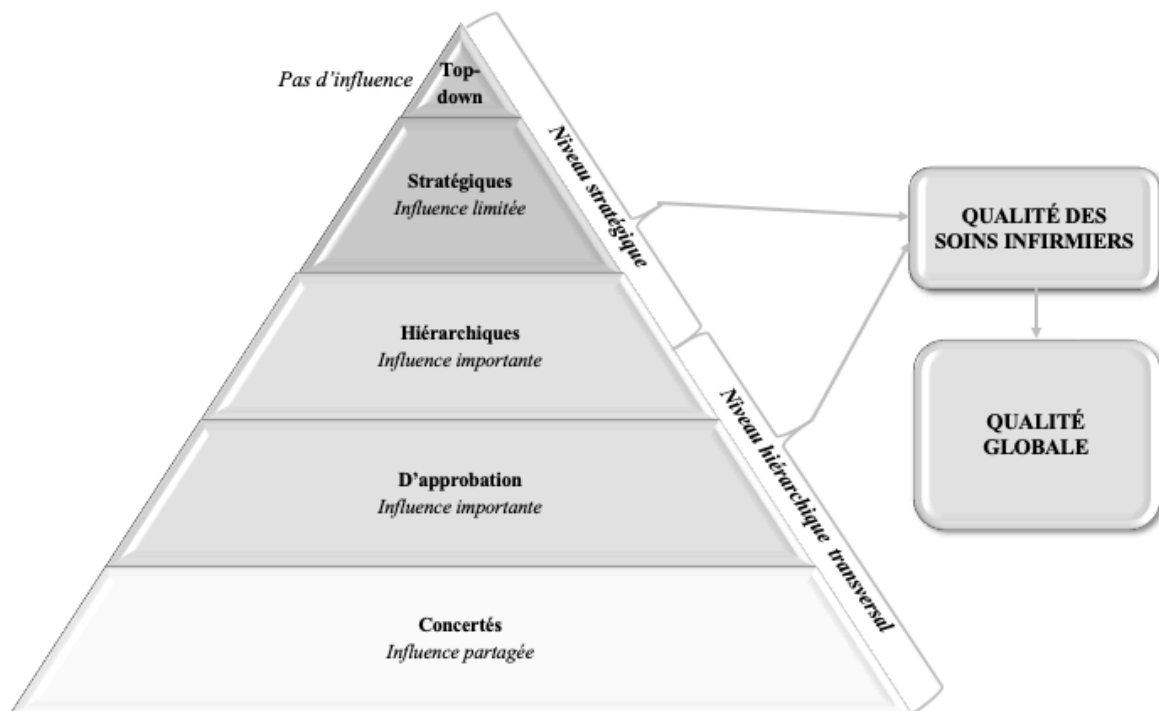 Pas d'influence
Top-
down
Stratégiques
Influence limitée
Hiérarchiques
Influence importante
D'approbation
Influence importante
Concertés
Influence partagée
Niveau stratégique
Niveau hiérarchique transversal
QUALITÉ DES
SOINS INFIRMIERS
QUALITÉ
GLOBALE